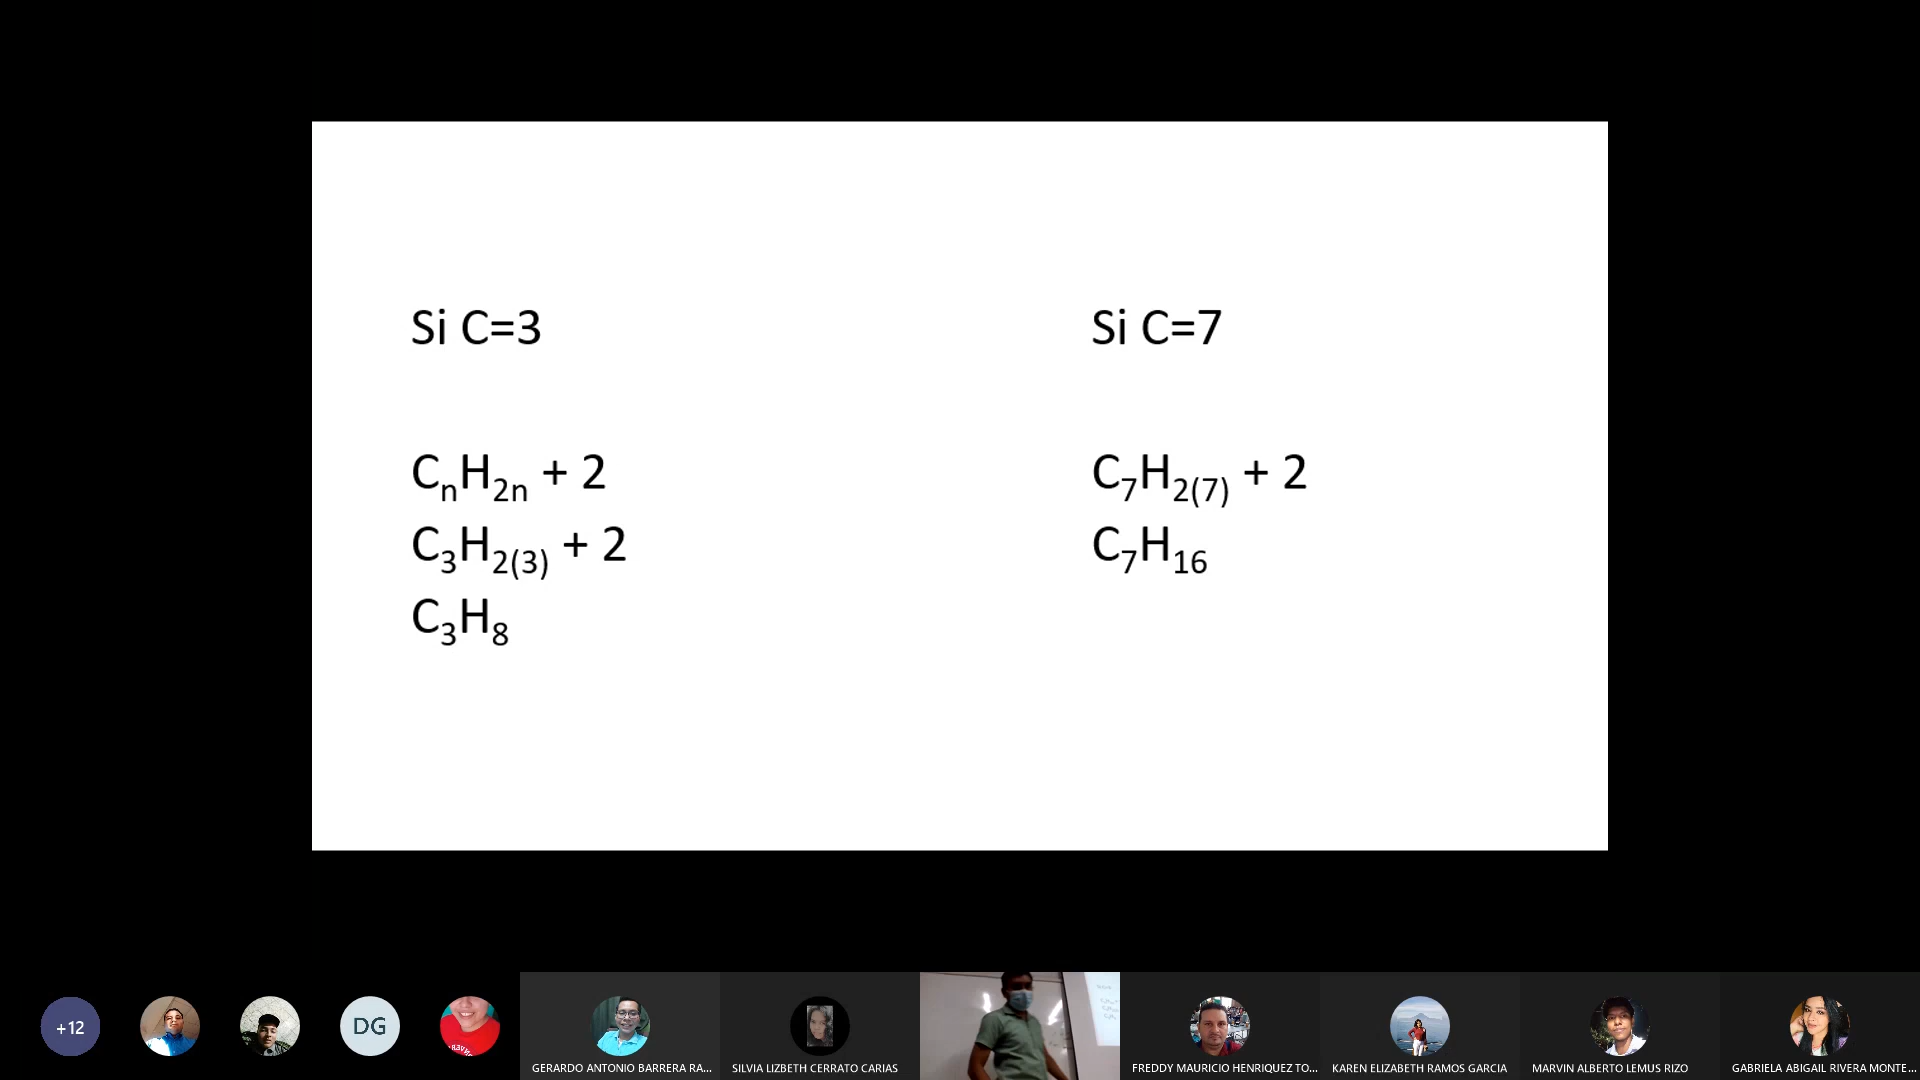 Si C=3
CₙH₂ₙ + 2
C₃H₂₍₃₎ + 2
C₃H₈
Si C=7
C₇H₂₍₇₎ + 2
C₇H₁₆
+12
DG
GERARDO ANTONIO BARRERA RA...
SILVIA LIZBETH CERRATO CARIAS
FREDDY MAURICIO HENRIQUEZ TO...
KAREN ELIZABETH RAMOS GARCIA
MARVIN ALBERTO LEMUS RIZO
GABRIELA ABIGAIL RIVERA MONTE...